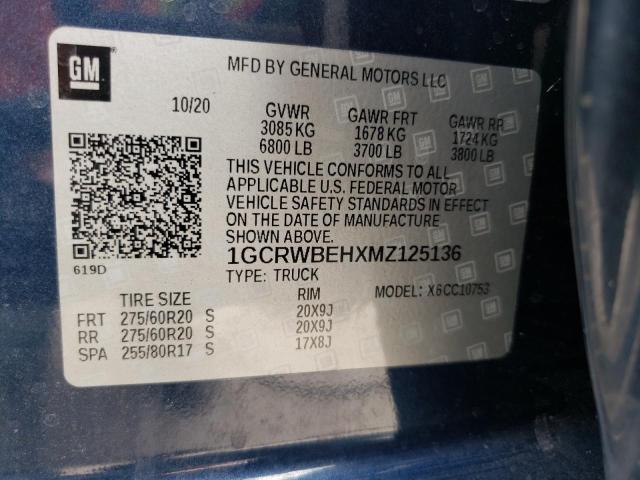 GM
MFD BY GENERAL MOTORS LLC
10/20 GVWR GAWR FRT GAWR RR
3085 KG 1678 KG 1724 KG
6800 LB 3700 LB 3800 LB
THIS VEHICLE CONFORMS TO ALL
APPLICABLE U.S. FEDERAL MOTOR
VEHICLE SAFETY STANDARDS IN EFFECT
ON THE DATE OF MANUFACTURE.
1GCRWBEHXMZ125136
619D TYPE: TRUCK
MODEL: X6CC10753
TIRE SIZE RIM
FRT 275/60R20 S 20X9J
RR 275/60R20 S 20X9J
SPA 255/80R17 S 17X8J